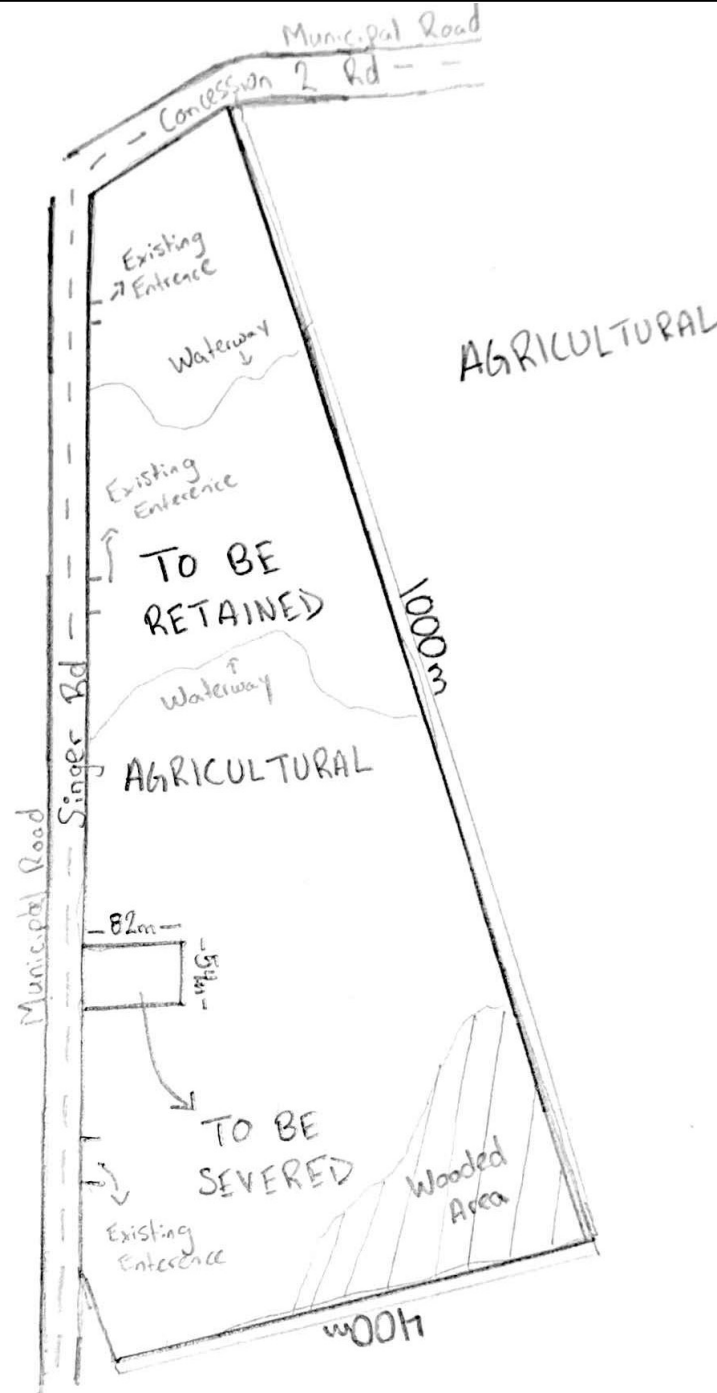 Municipal Road
Concession 2 Rd
Existing
Entrence
Waterway
AGRICULTURAL
Existing
Enterence
TO BE
RETAINED
1000m
Waterway
Singer Rd
AGRICULTURAL
Municipal Road
82m
54m
TO BE
SEVERED
Wooded
Area
Existing
Enterence
400m